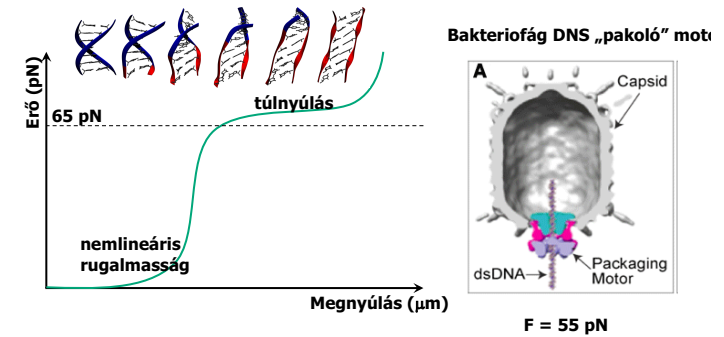 Erő (pN)
65 pN
túlnyúlás
nemlineáris
rugalmasság
Megnyúlás (μm)
Bakteriofág DNS „pakoló” moto
A
Capsid
dsDNA
Packaging
Motor
F = 55 pN